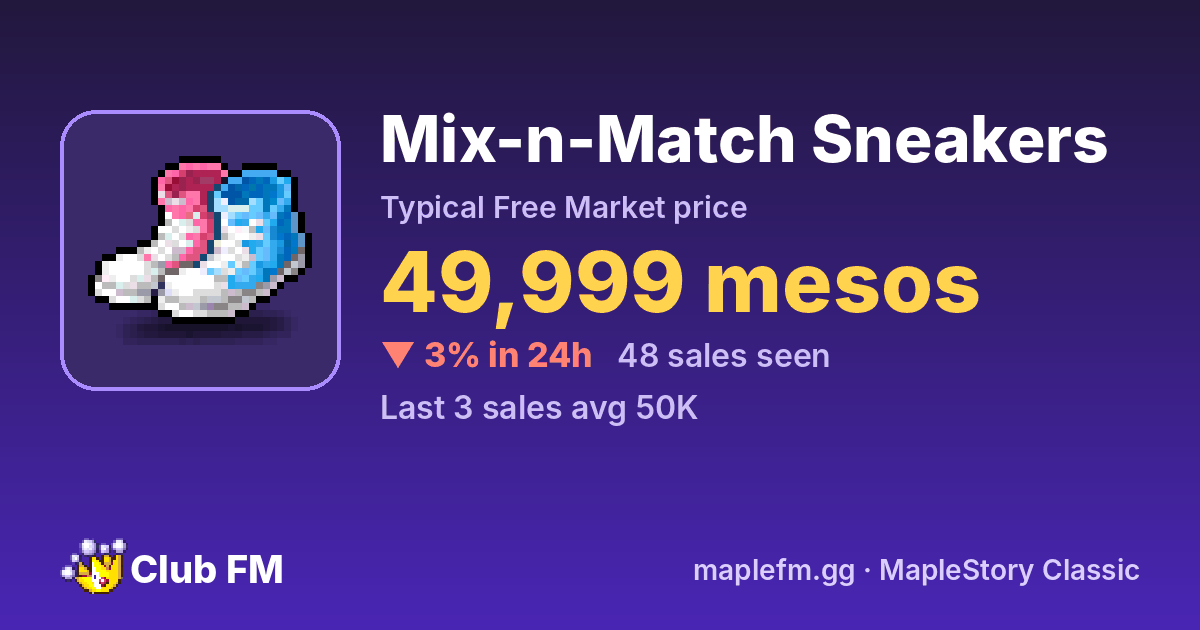 Mix-n-Match Sneakers
Typical Free Market price
49,999 mesos
▼ 3% in 24h 48 sales seen
Last 3 sales avg 50K
Club FM
maplefm.gg · MapleStory Classic